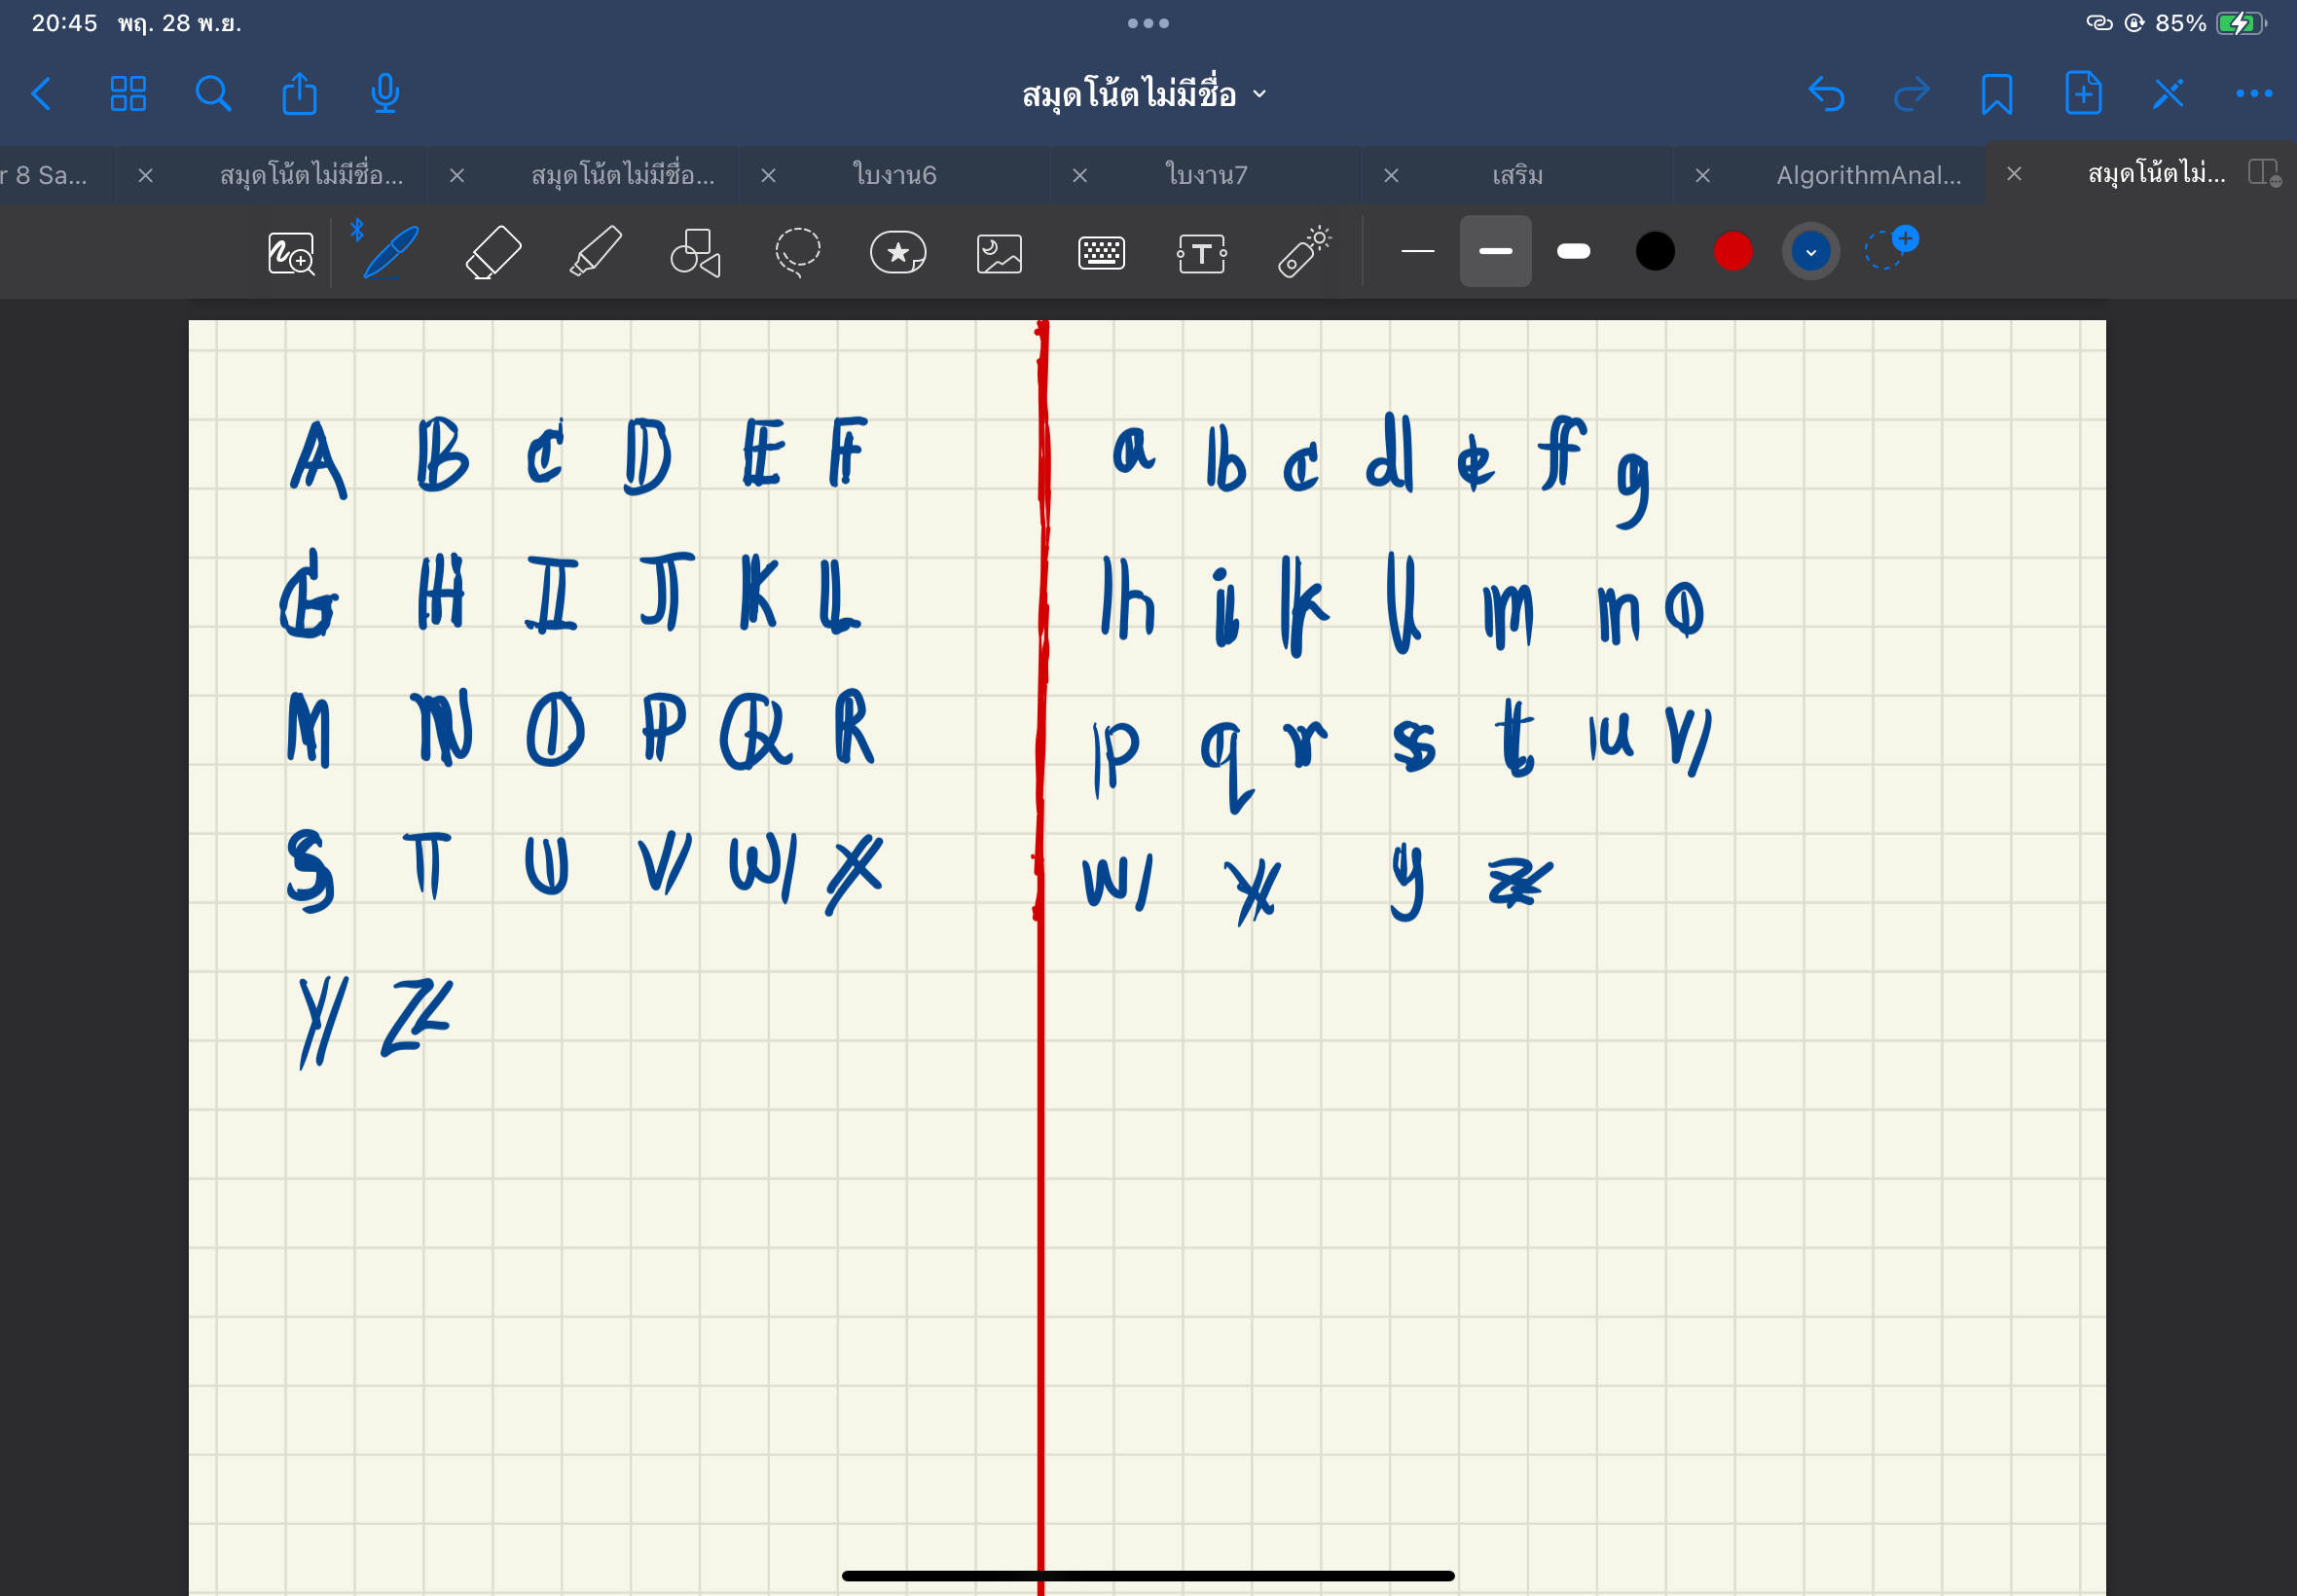 20:45 พฤ. 28 พ.ย. 85%
สมุดโน้ตไม่มีชื่อ
r 8 Sa... สมุดโน้ตไม่มีชื่อ... สมุดโน้ตไม่มีชื่อ... ใบงาน6 ใบงาน7 เสริม AlgorithmAnal... สมุดโน้ตไม่...
A B C D E F
G H I J K L
M N O P Q R
S T U V W X
Y Z
a b c d e f g
h i k l m n o
p q r s t u v
w x y z